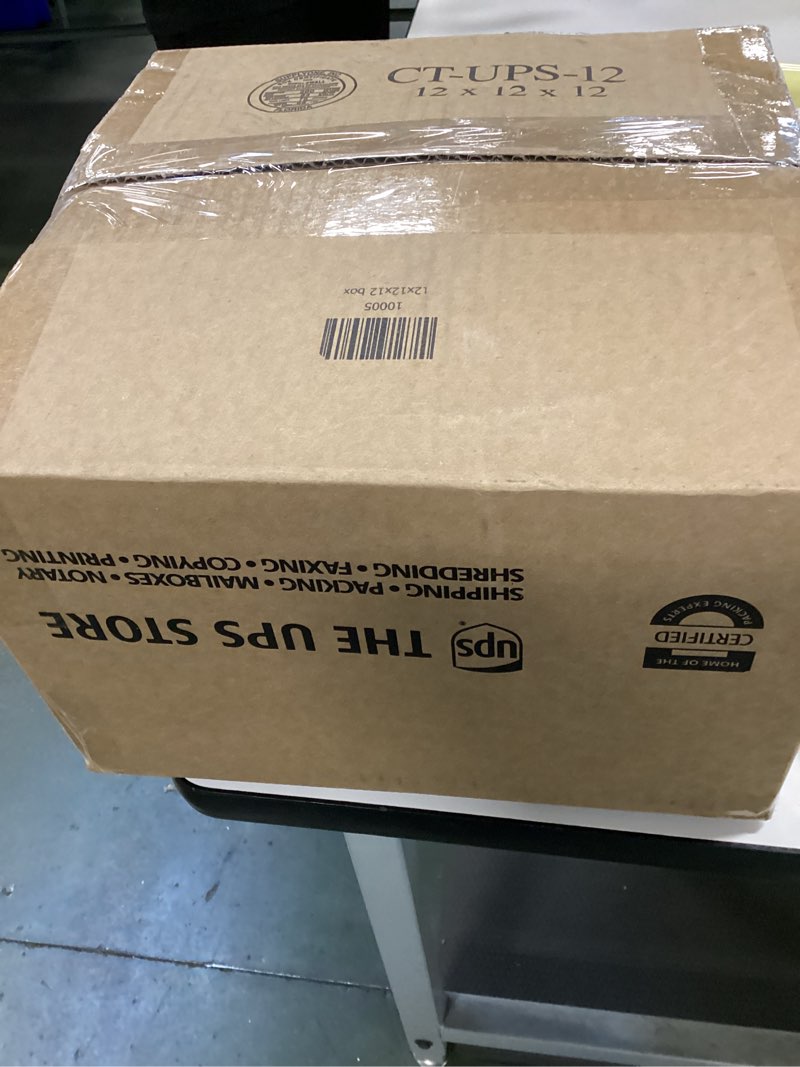 CT-UPS-12
12 x 12 x 12
12x12x12 box
10005
ups THE UPS STORE
SHIPPING • PACKING • MAILBOXES • NOTARY
SHREDDING • FAXING • COPYING • PRINTING
HOME OF THE
CERTIFIED
PACKING EXPERTS